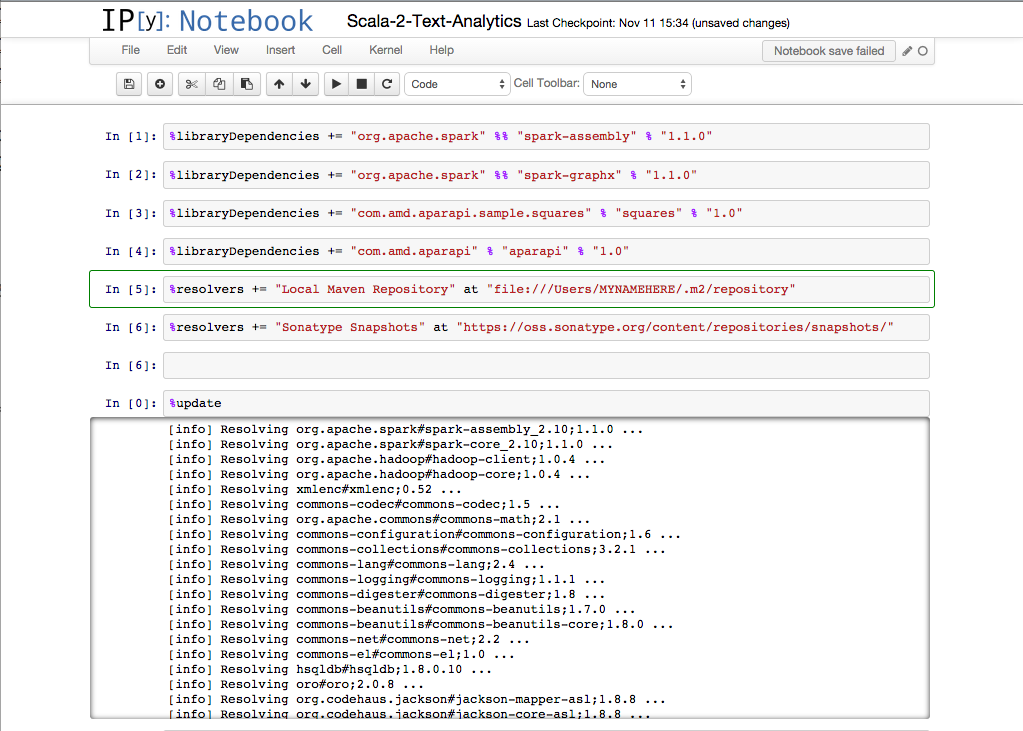 IP[y]: Notebook Scala-2-Text-Analytics Last Checkpoint: Nov 11 15:34 (unsaved changes)
File Edit View Insert Cell Kernel Help Notebook save failed
Code Cell Toolbar: None
In [1]: %libraryDependencies += "org.apache.spark" %% "spark-assembly" % "1.1.0"
In [2]: %libraryDependencies += "org.apache.spark" %% "spark-graphx" % "1.1.0"
In [3]: %libraryDependencies += "com.amd.aparapi.sample.squares" % "squares" % "1.0"
In [4]: %libraryDependencies += "com.amd.aparapi" % "aparapi" % "1.0"
In [5]: %resolvers += "Local Maven Repository" at "file:///Users/MYNAMEHERE/.m2/repository"
In [6]: %resolvers += "Sonatype Snapshots" at "https://oss.sonatype.org/content/repositories/snapshots/"
In [6]:
In [0]: %update
[info] Resolving org.apache.spark#spark-assembly_2.10;1.1.0 ...
[info] Resolving org.apache.spark#spark-core_2.10;1.1.0 ...
[info] Resolving org.apache.hadoop#hadoop-client;1.0.4 ...
[info] Resolving org.apache.hadoop#hadoop-core;1.0.4 ...
[info] Resolving xmlenc#xmlenc;0.52 ...
[info] Resolving commons-codec#commons-codec;1.5 ...
[info] Resolving org.apache.commons#commons-math;2.1 ...
[info] Resolving commons-configuration#commons-configuration;1.6 ...
[info] Resolving commons-collections#commons-collections;3.2.1 ...
[info] Resolving commons-lang#commons-lang;2.4 ...
[info] Resolving commons-logging#commons-logging;1.1.1 ...
[info] Resolving commons-digester#commons-digester;1.8 ...
[info] Resolving commons-beanutils#commons-beanutils;1.7.0 ...
[info] Resolving commons-beanutils#commons-beanutils-core;1.8.0 ...
[info] Resolving commons-net#commons-net;2.2 ...
[info] Resolving commons-el#commons-el;1.0 ...
[info] Resolving hsqldb#hsqldb;1.8.0.10 ...
[info] Resolving oro#oro;2.0.8 ...
[info] Resolving org.codehaus.jackson#jackson-mapper-asl;1.8.8 ...
[info] Resolving org.codehaus.jackson#jackson-core-asl;1.8.8 ...